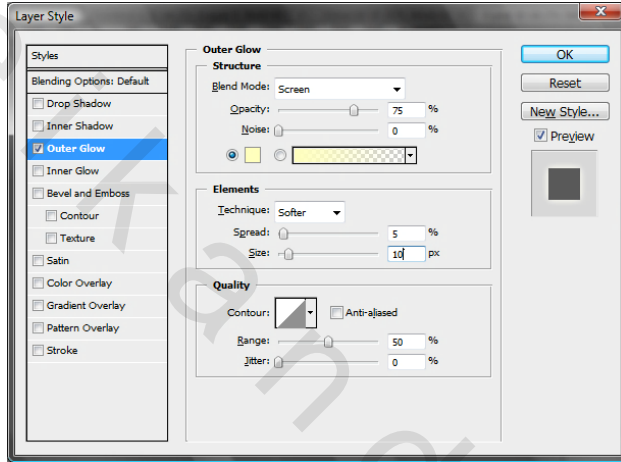 Layer Style
Styles
Blending Options: Default
Drop Shadow
Inner Shadow
Outer Glow
Inner Glow
Bevel and Emboss
Contour
Texture
Satin
Color Overlay
Gradient Overlay
Pattern Overlay
Stroke
Outer Glow
Structure
Blend Mode: Screen
Opacity: 75 %
Noise: 0 %
Elements
Technique: Softer
Spread: 5 %
Size: 10 px
Quality
Contour: Anti-aliased
Range: 50 %
Jitter: 0 %
OK
Reset
New Style...
Preview